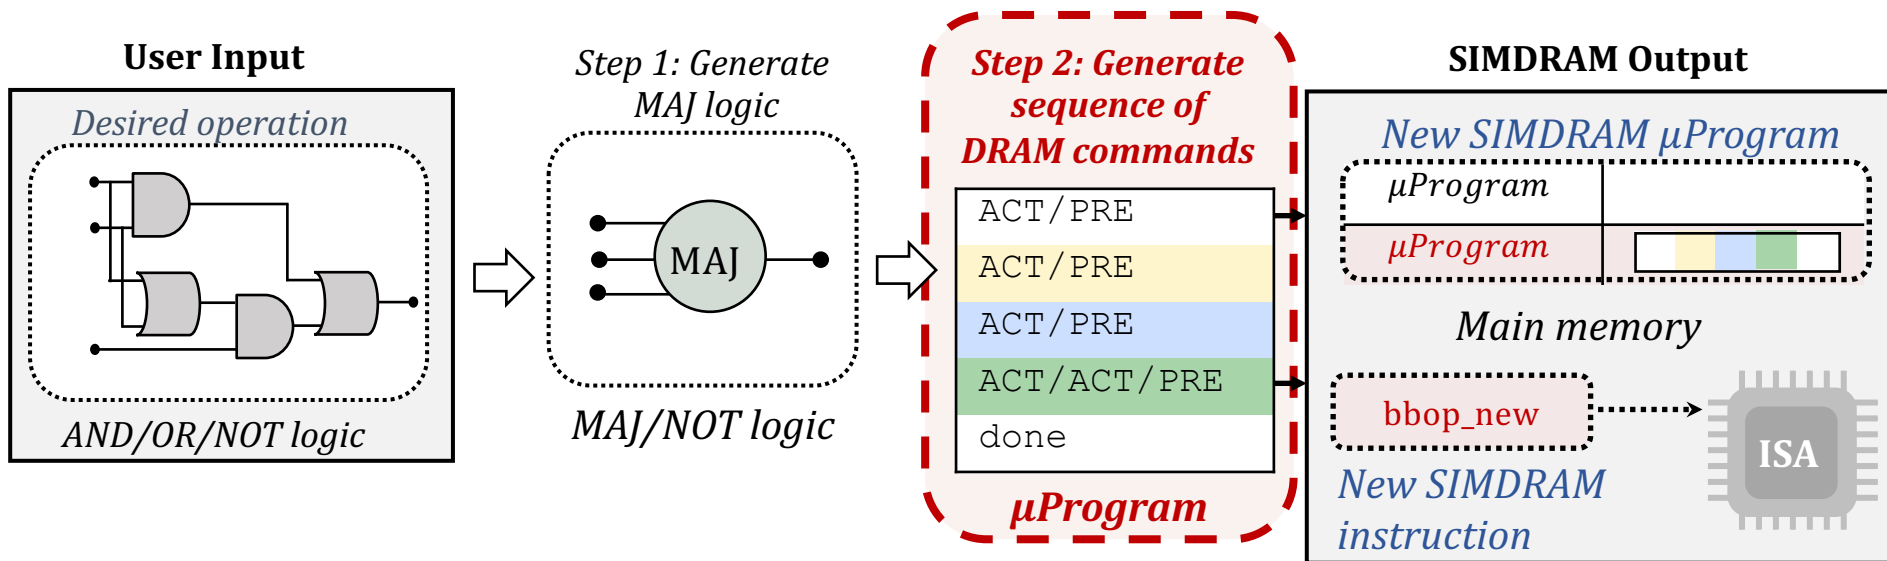 User Input
Desired operation
AND/OR/NOT logic
Step 1: Generate
MAJ logic
MAJ
MAJ/NOT logic
Step 2: Generate
sequence of
DRAM commands
ACT/PRE
ACT/PRE
ACT/PRE
ACT/ACT/PRE
done
μProgram
SIMDRAM Output
New SIMDRAM μProgram
μProgram
μProgram
Main memory
bbop_new
ISA
New SIMDRAM
instruction